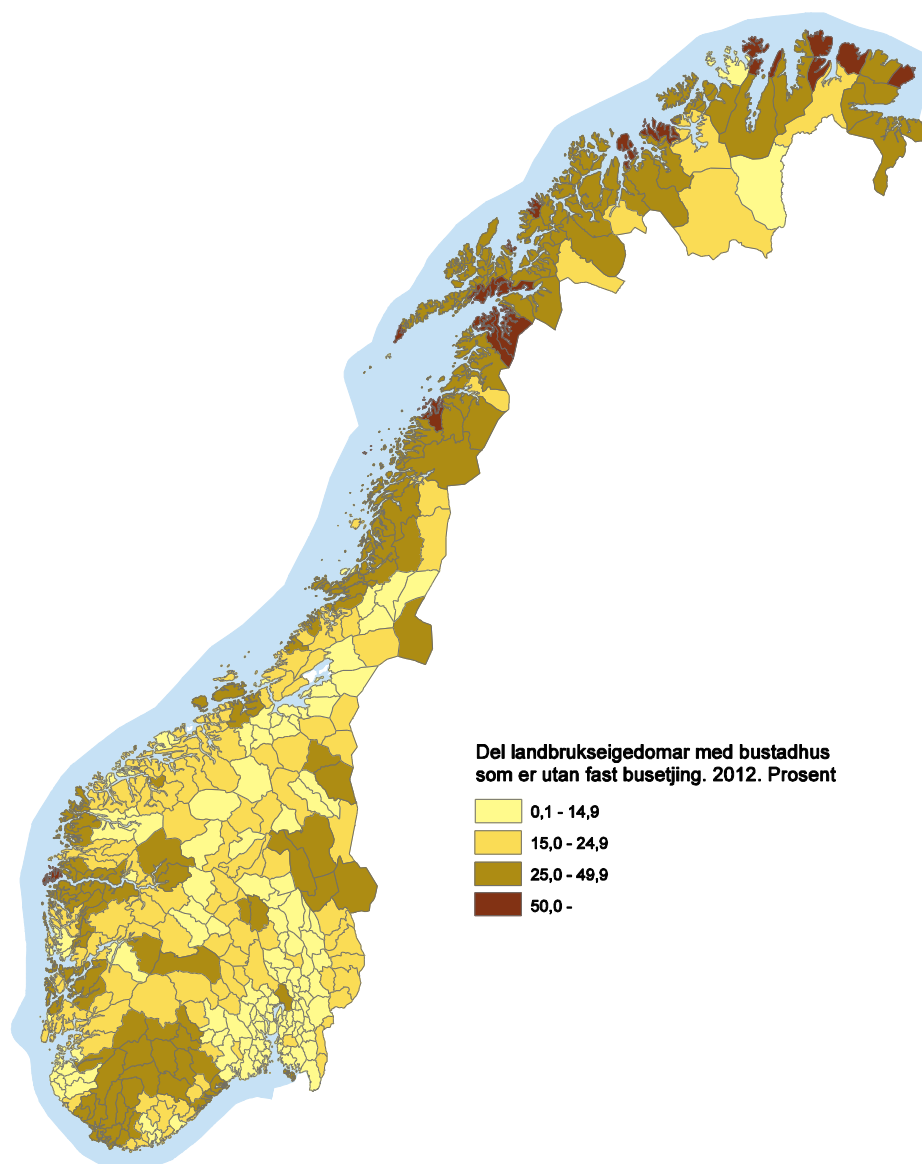 Del landbrukseigedomar med bustadhus
som er utan fast busetjing. 2012. Prosent
0,1 - 14,9
15,0 - 24,9
25,0 - 49,9
50,0 -